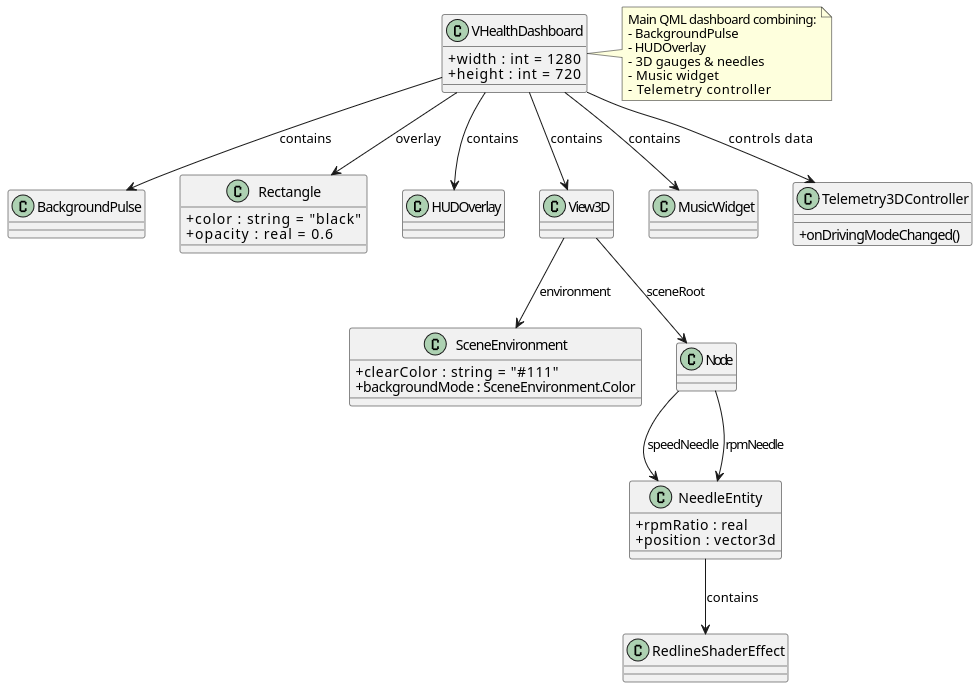 C VHealthDashboard
+width : int = 1280
+height : int = 720
Main QML dashboard combining:
- BackgroundPulse
- HUDOverlay
- 3D gauges & needles
- Music widget
- Telemetry controller
contains
overlay
contains
contains
contains
controls data
C BackgroundPulse
C Rectangle
+color : string = "black"
+opacity : real = 0.6
C HUDOverlay
C View3D
C MusicWidget
C Telemetry3DController
+onDrivingModeChanged()
environment
sceneRoot
C SceneEnvironment
+clearColor : string = "#111"
+backgroundMode : SceneEnvironment.Color
C Node
speedNeedle
rpmNeedle
C NeedleEntity
+rpmRatio : real
+position : vector3d
contains
C RedlineShaderEffect